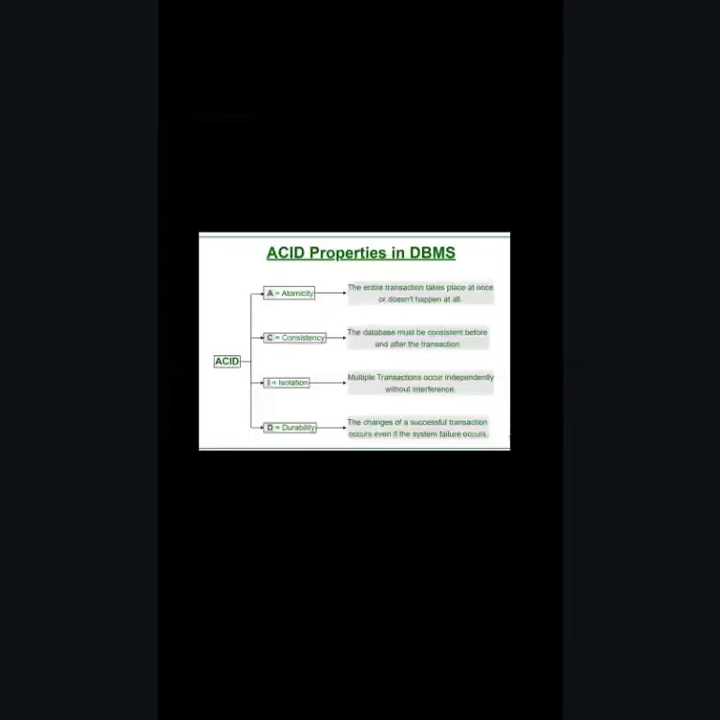 ACID Properties in DBMS
A = Atomicity
The entire transaction takes place at once
or doesn't happen at all.
C = Consistency
The database must be consistent before
and after the transaction.
ACID
I = Isolation
Multiple Transactions occur independently
without interference.
D = Durability
The changes of a successful transaction
occurs even if the system failure occurs.